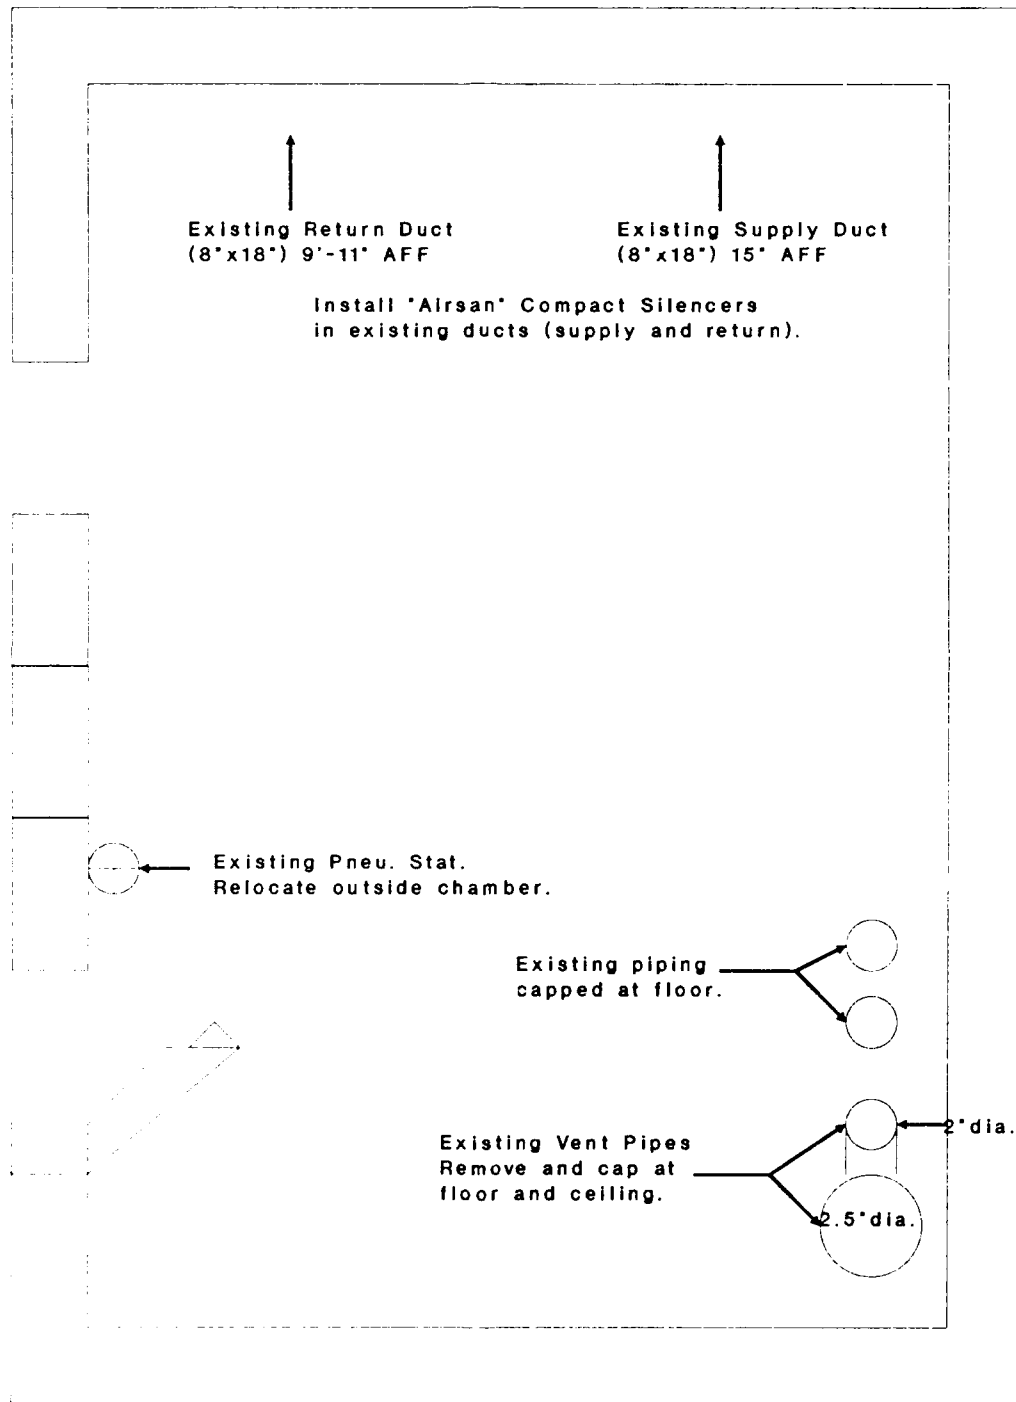 Existing Return Duct
(8"x18") 9'-11" AFF
Existing Supply Duct
(8"x18") 15" AFF
Install "Airsan" Compact Silencers
in existing ducts (supply and return).
Existing Pneu. Stat.
Relocate outside chamber.
Existing piping
capped at floor.
2"dia.
Existing Vent Pipes
Remove and cap at
floor and ceiling.
2.5"dia.